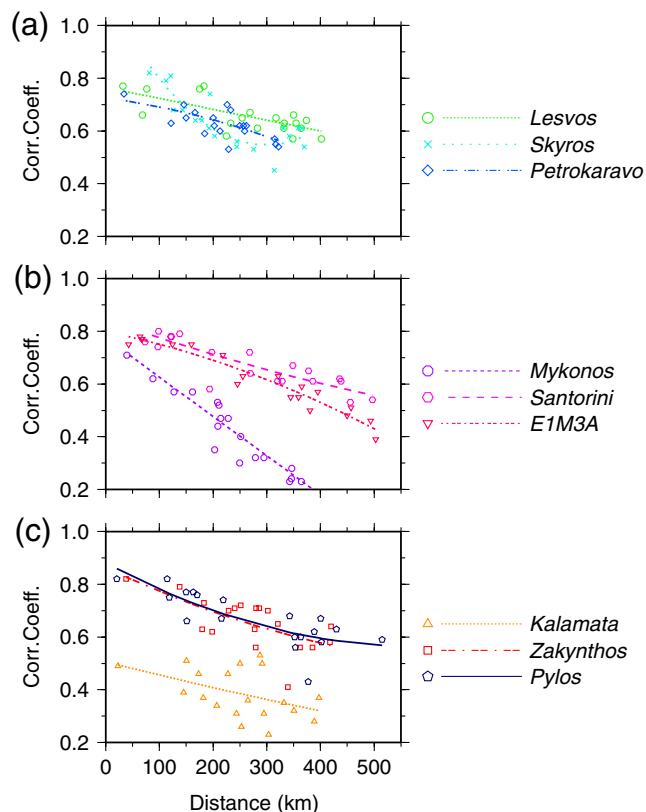 (a)
1.0
0.8
0.6
0.4
0.2
Corr.Coeff.
Lesvos
Skyros
Petrokaravo
(b)
1.0
0.8
0.6
0.4
0.2
Corr.Coeff.
Mykonos
Santorini
E1M3A
(c)
1.0
0.8
0.6
0.4
0.2
Corr.Coeff.
Kalamata
Zakynthos
Pylos
0 100 200 300 400 500
Distance (km)